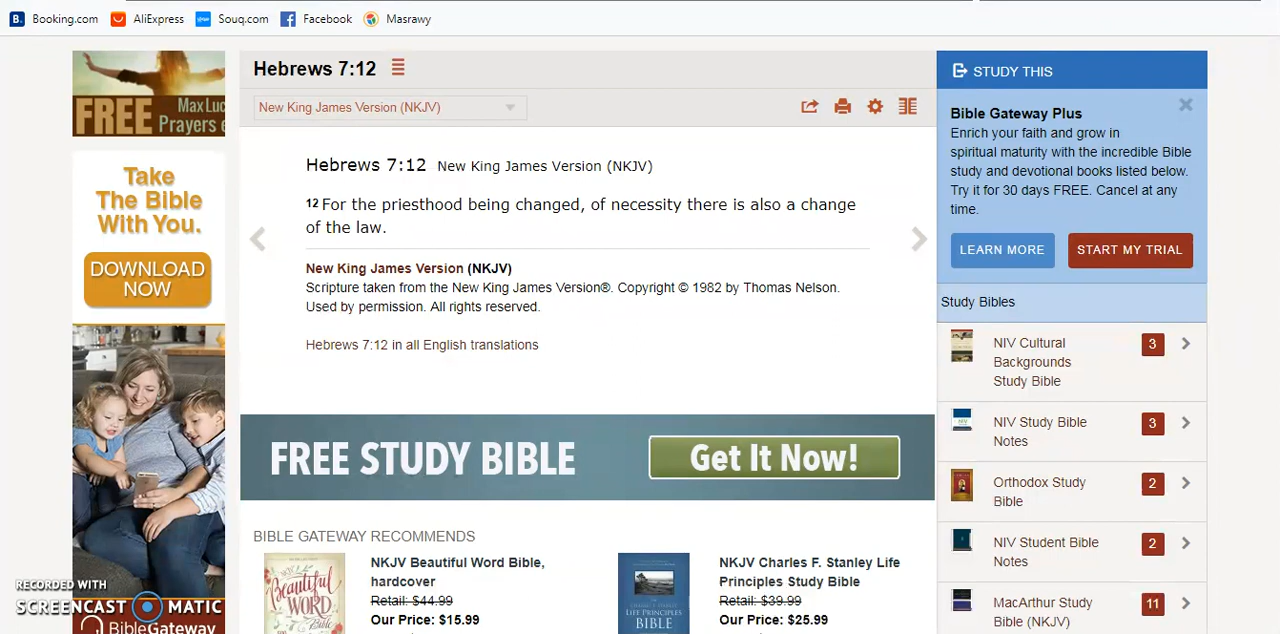 Booking.com AliExpress Souq.com Facebook Masrawy
FREE Max Luc
Prayers e
Take
The Bible
With You.
DOWNLOAD
NOW
RECORDED WITH
SCREENCAST MATIC
BibleGateway
Hebrews 7:12
New King James Version (NKJV)
Hebrews 7:12 New King James Version (NKJV)
12 For the priesthood being changed, of necessity there is also a change
of the law.
New King James Version (NKJV)
Scripture taken from the New King James Version®. Copyright © 1982 by Thomas Nelson.
Used by permission. All rights reserved.
Hebrews 7:12 in all English translations
FREE STUDY BIBLE Get It Now!
BIBLE GATEWAY RECOMMENDS
NKJV Beautiful Word Bible,
hardcover
Retail: $44.99
Our Price: $15.99
Beautiful
WORD
NKJV Charles F. Stanley Life
Principles Study Bible
Retail: $39.99
Our Price: $25.99
LIFE PRINCIPLES
BIBLE
STUDY THIS
Bible Gateway Plus
Enrich your faith and grow in
spiritual maturity with the incredible Bible
study and devotional books listed below.
Try it for 30 days FREE. Cancel at any
time.
LEARN MORE START MY TRIAL
Study Bibles
NIV Cultural
Backgrounds
Study Bible
3
NIV Study Bible
Notes
3
Orthodox Study
Bible
2
NIV Student Bible
Notes
2
MacArthur Study
Bible (NKJV)
11